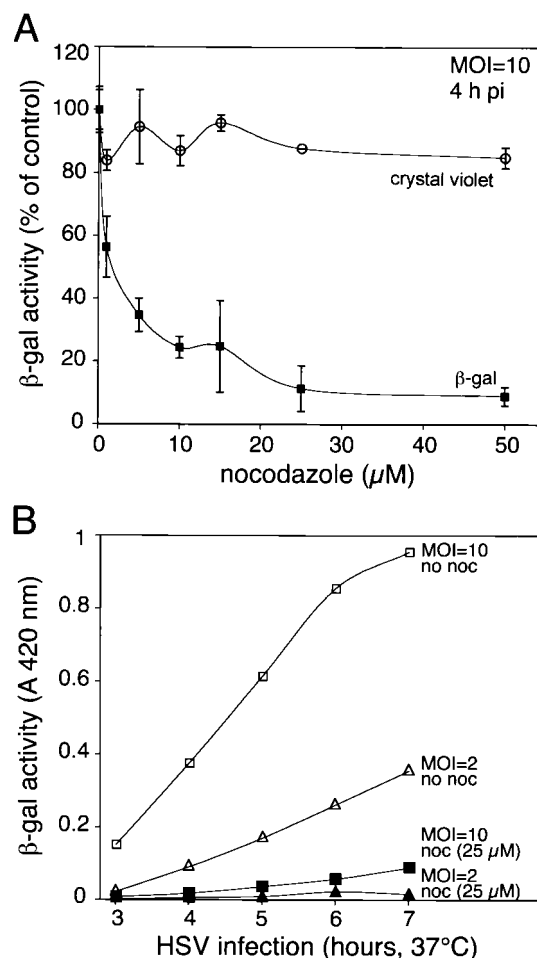 A
MOI=10
4 h pi
120
100
80
60
40
20
0
β-gal activity (% of control)
crystal violet
β-gal
0
10
20
30
40
50
nocodazole (µM)
B
1
0.8
0.6
0.4
0.2
0
β-gal activity (A 420 nm)
MOI=10
no noc
MOI=2
no noc
MOI=10
noc (25 µM)
MOI=2
noc (25 µM)
3
4
5
6
7
HSV infection (hours, 37°C)